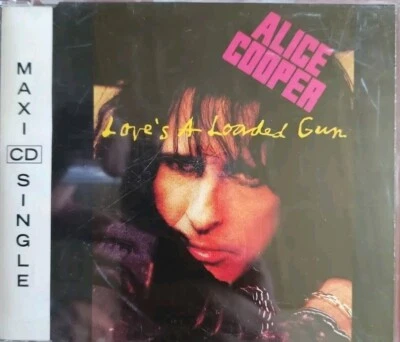 MAXI CD SINGLE
ALICE
COOPER
Love's A Loaded Gun